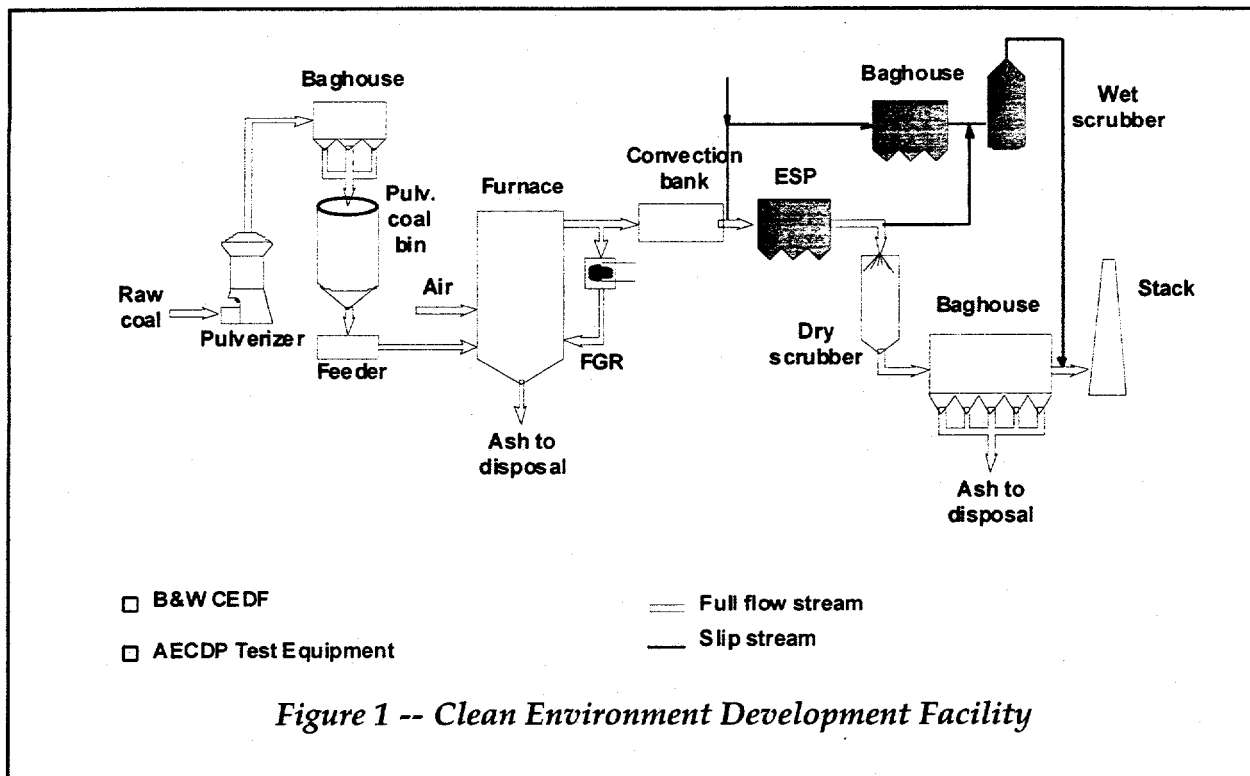 Baghouse
Pulv.
coal
bin
Raw
coal
Pulverizer
Feeder
Air
Furnace
FGR
Ash to
disposal
Convection
bank
ESP
Baghouse
Wet
scrubber
Dry
scrubber
Baghouse
Stack
Ash to
disposal
B&W CEDF
AECDP Test Equipment
Full flow stream
Slip stream
Figure 1 -- Clean Environment Development Facility